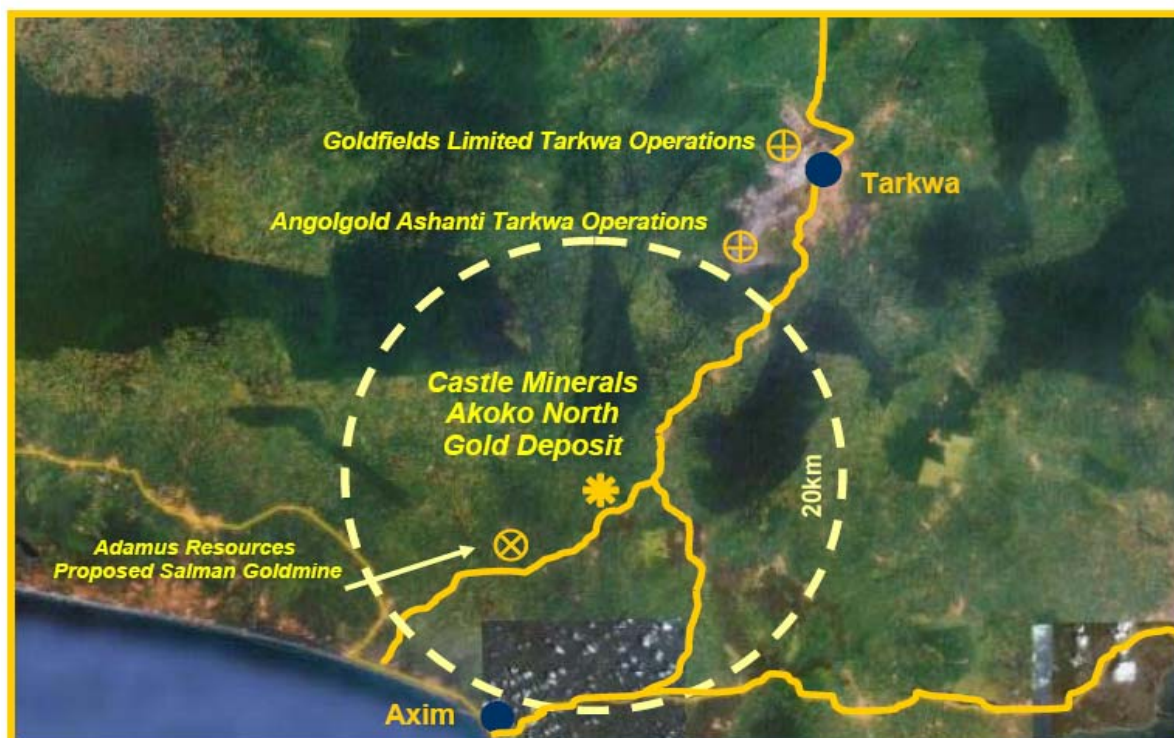 Goldfields Limited Tarkwa Operations
Tarkwa
Angolgold Ashanti Tarkwa Operations
Castle Minerals
Akoko North
Gold Deposit
20km
Adamus Resources
Proposed Salman Goldmine
Axim